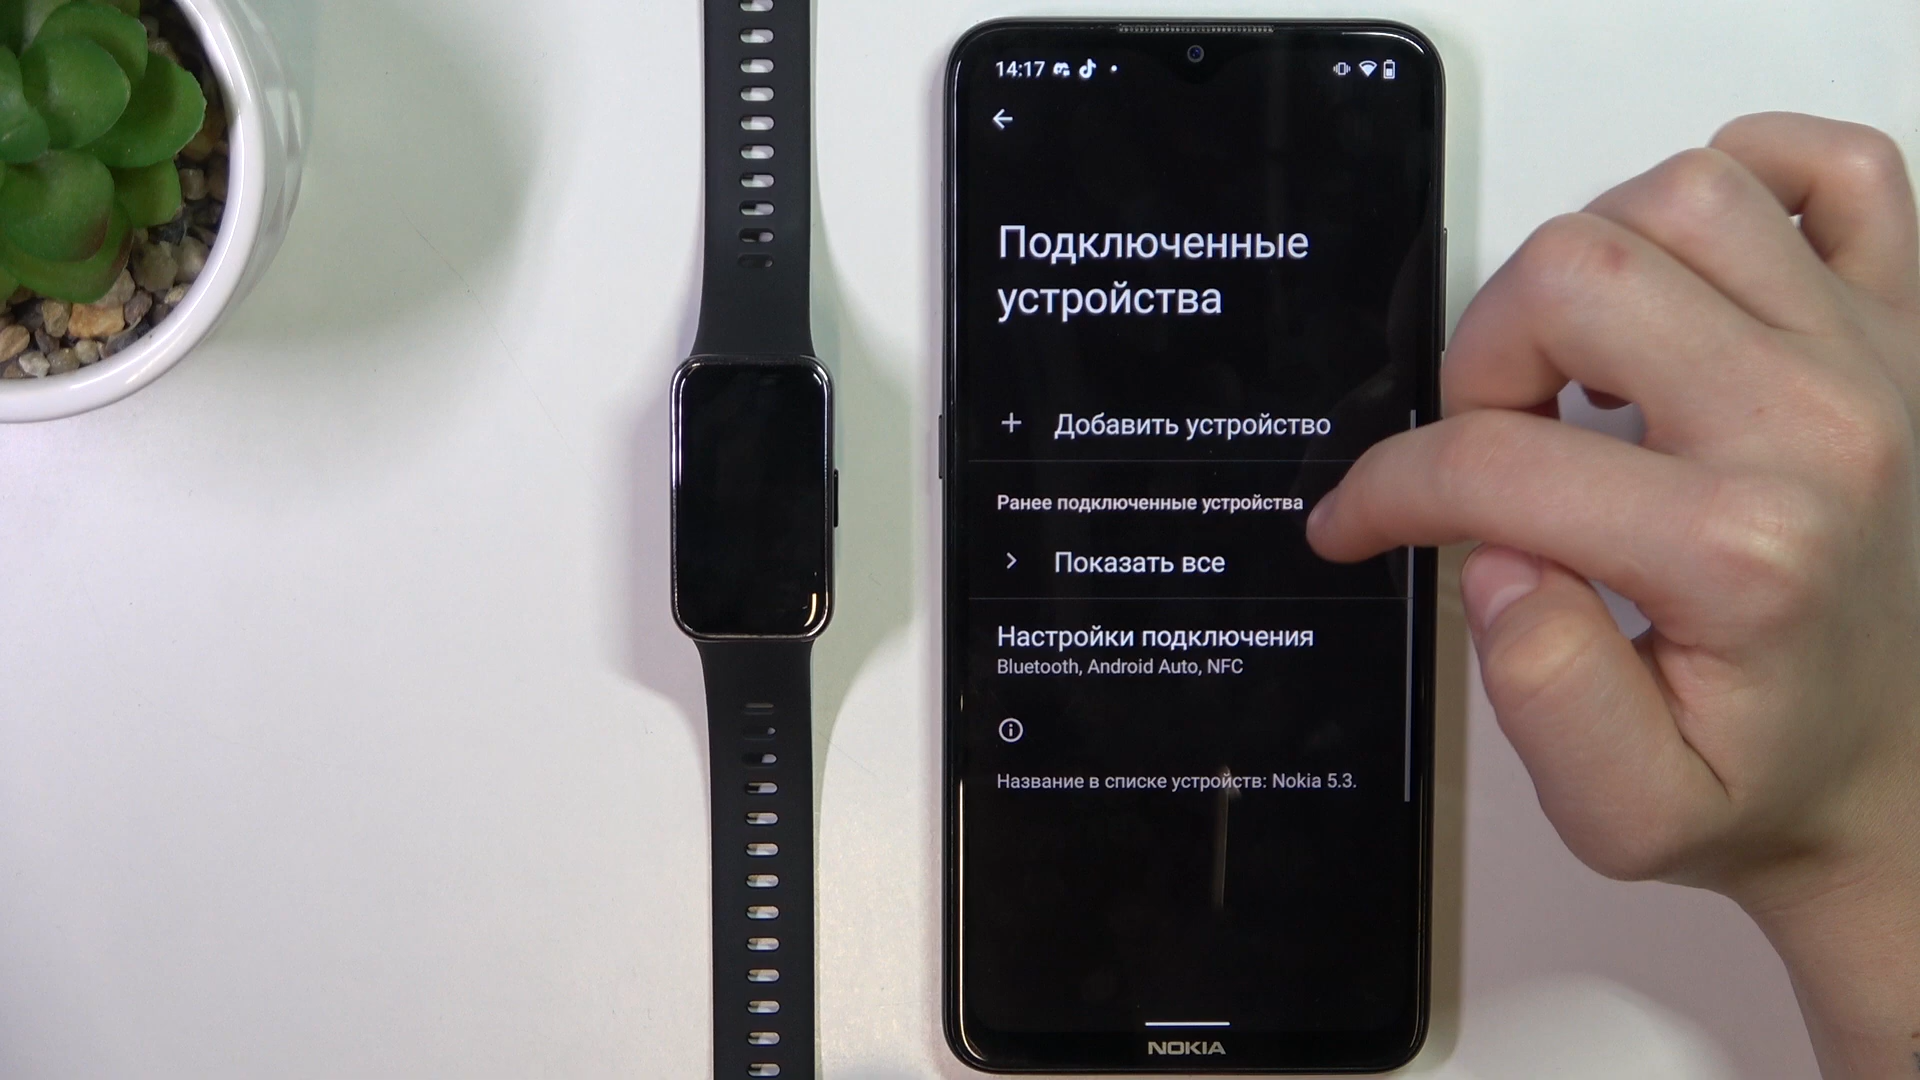 14:17
Подключенные
устройства
Добавить устройство
Ранее подключенные устройства
Показать все
Настройки подключения
Bluetooth, Android Auto, NFC
Название в списке устройств: Nokia 5.3.
NOKIA